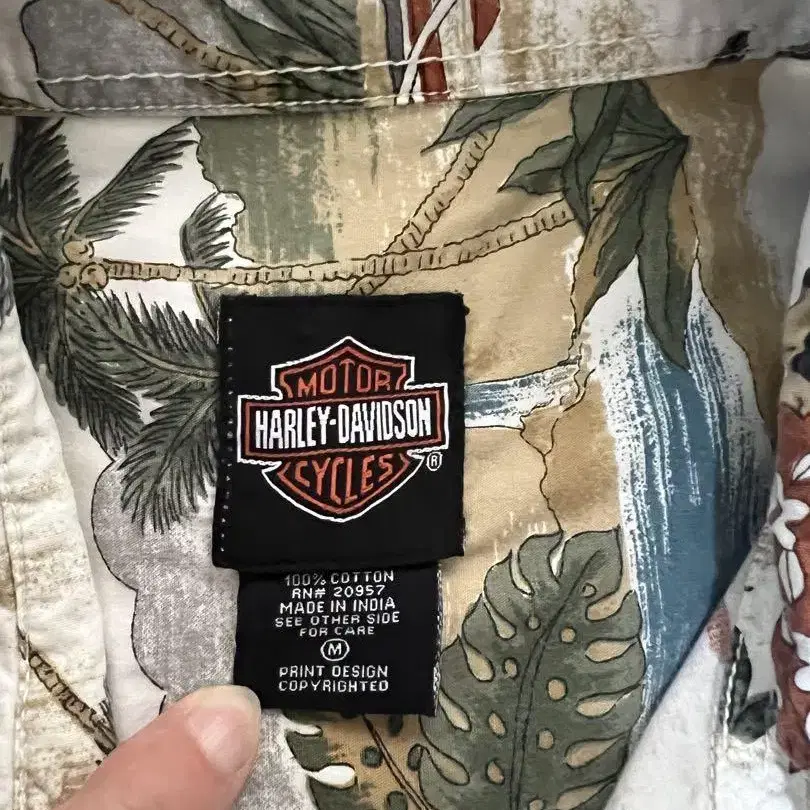 MOTOR
HARLEY-DAVIDSON
CYCLES
®
100% COTTON
RN# 20957
MADE IN INDIA
SEE OTHER SIDE
FOR CARE
M
PRINT DESIGN
COPYRIGHTED